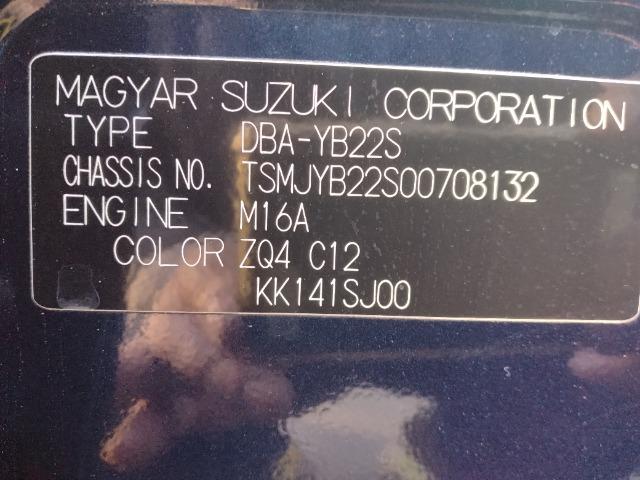 MAGYAR SUZUKI CORPORATION
TYPE DBA-YB22S
CHASSIS NO. TSMJYB22S00708132
ENGINE M16A
COLOR ZQ4 C12
KK141SJ00